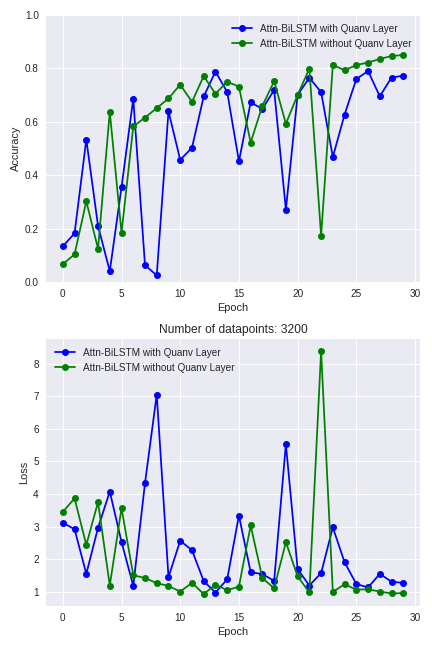 1.0
0.8
0.6
0.4
0.2
0.0
Accuracy
Attn-BiLSTM with Quanv Layer
Attn-BiLSTM without Quanv Layer
0 5 10 15 20 25 30
Epoch
Number of datapoints: 3200
8
7
6
5
4
3
2
1
Loss
Attn-BiLSTM with Quanv Layer
Attn-BiLSTM without Quanv Layer
0 5 10 15 20 25 30
Epoch